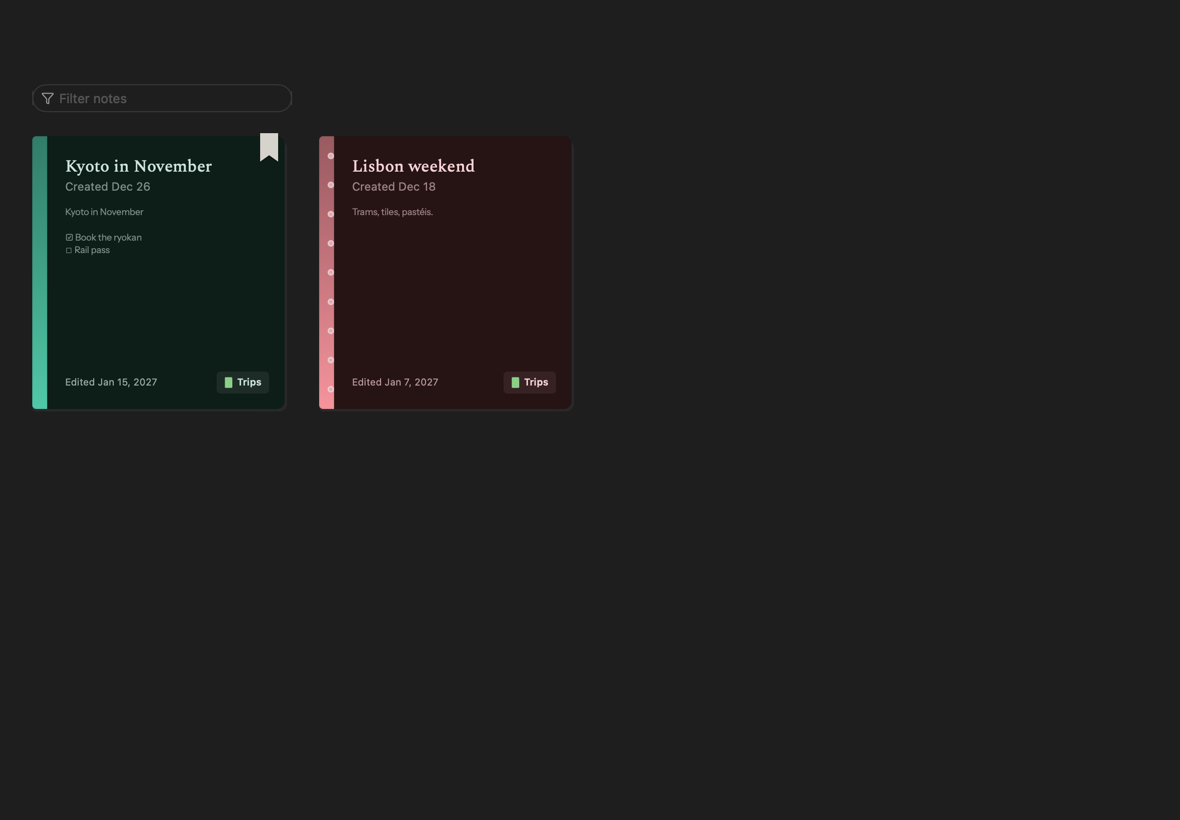 Filter notes
Kyoto in November
Created Dec 26
Kyoto in November
☑ Book the ryokan
☐ Rail pass
Edited Jan 15, 2027
Trips
Lisbon weekend
Created Dec 18
Trams, tiles, pastéis.
Edited Jan 7, 2027
Trips